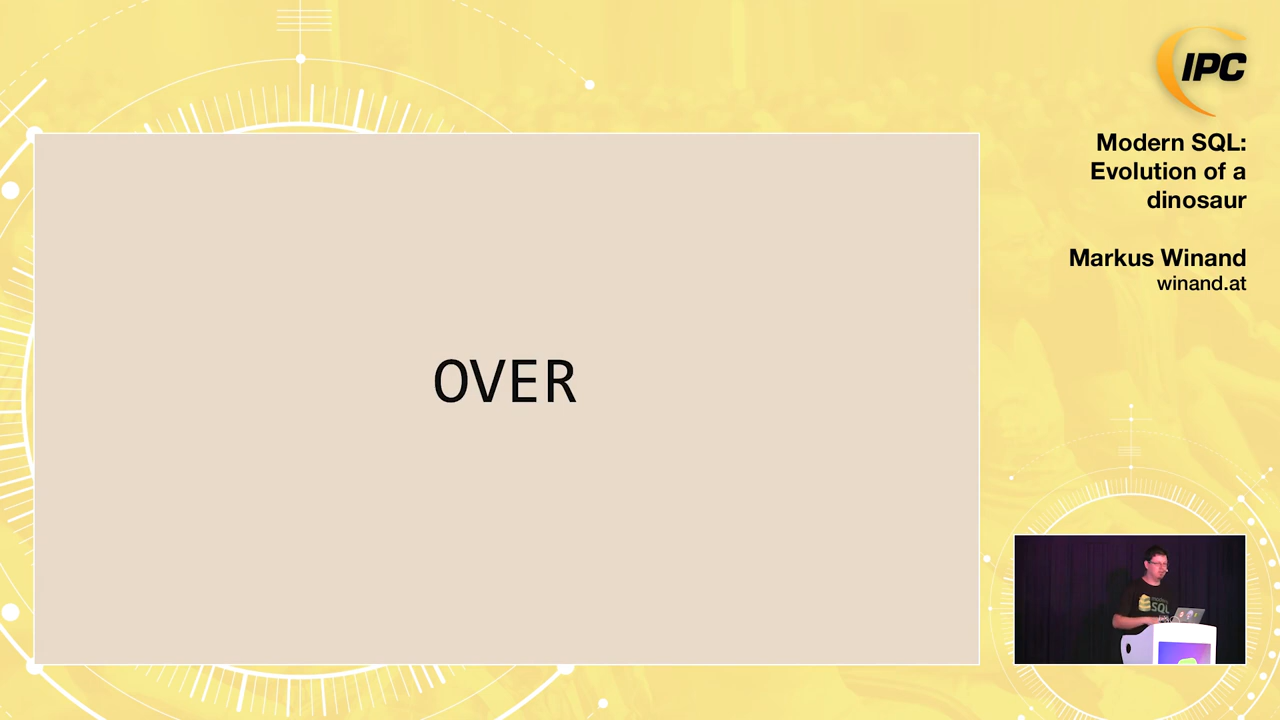 IPC
Modern SQL:
Evolution of a
dinosaur
Markus Winand
winand.at
OVER
SQL